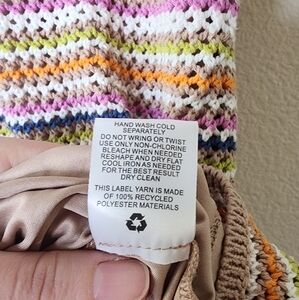 HAND WASH COLD
SEPARATELY
DO NOT WRING OR TWIST
USE ONLY NON-CHLORINE
BLEACH WHEN NEEDED
RESHAPE AND DRY FLAT
COOL IRON AS NEEDED
FOR THE BEST RESULT
DRY CLEAN
THIS LABEL YARN IS MADE
OF 100% RECYCLED
POLYESTER MATERIALS